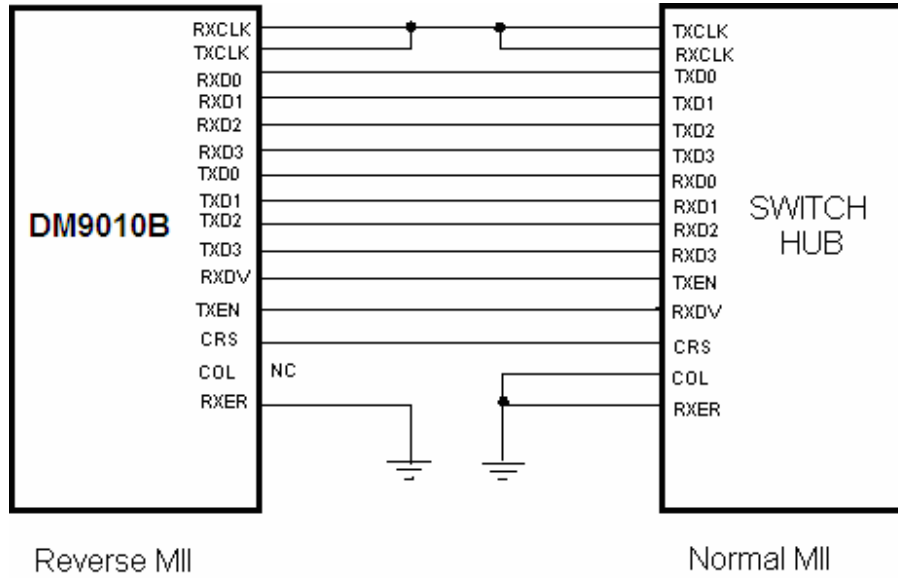 RXCLK
TXCLK
RXD0
RXD1
RXD2
RXD3
TXD0
TXD1
TXD2
TXD3
RXDV
TXEN
CRS
COL
RXER
DM9010B
NC
TXCLK
RXCLK
TXD0
TXD1
TXD2
TXD3
RXD0
RXD1
RXD2
RXD3
TXEN
RXDV
CRS
COL
RXER
SWITCH
HUB
Reverse MII
Normal MII